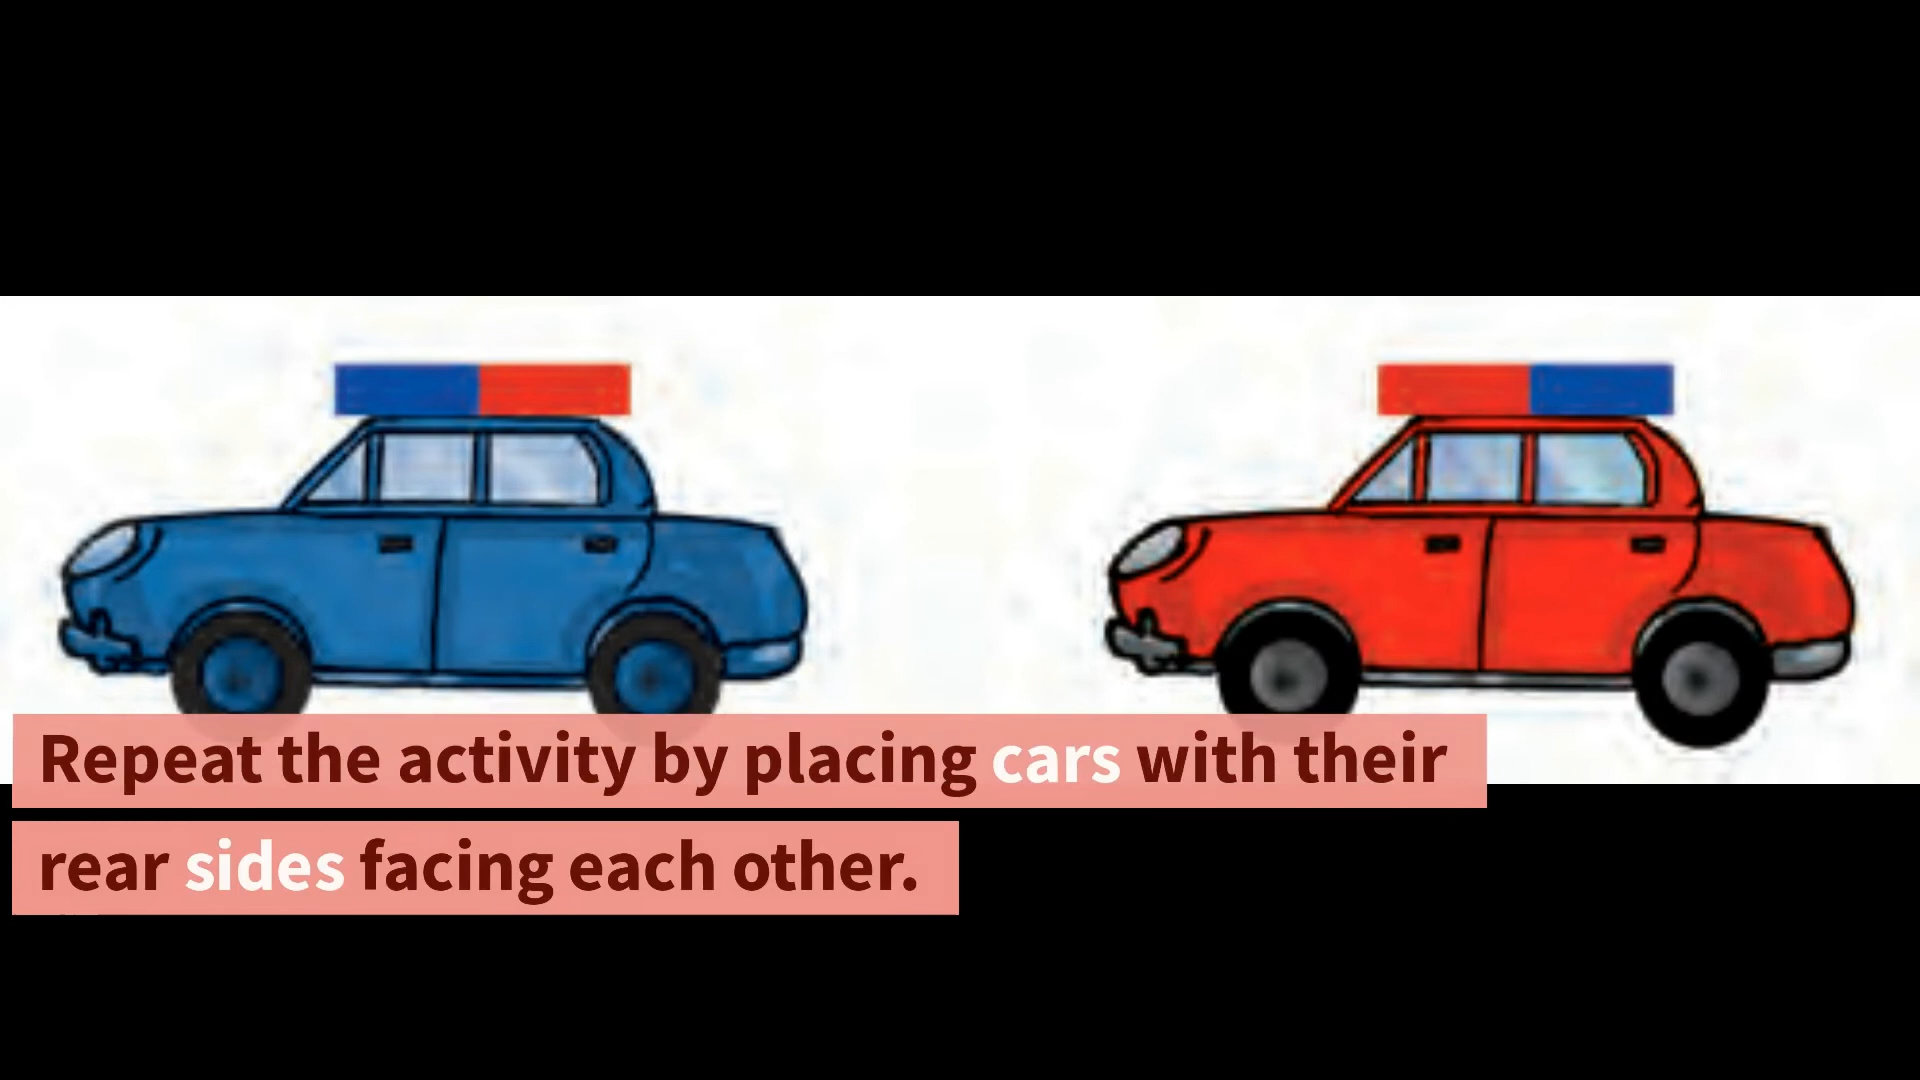 Repeat the activity by placing cars with their
rear sides facing each other.